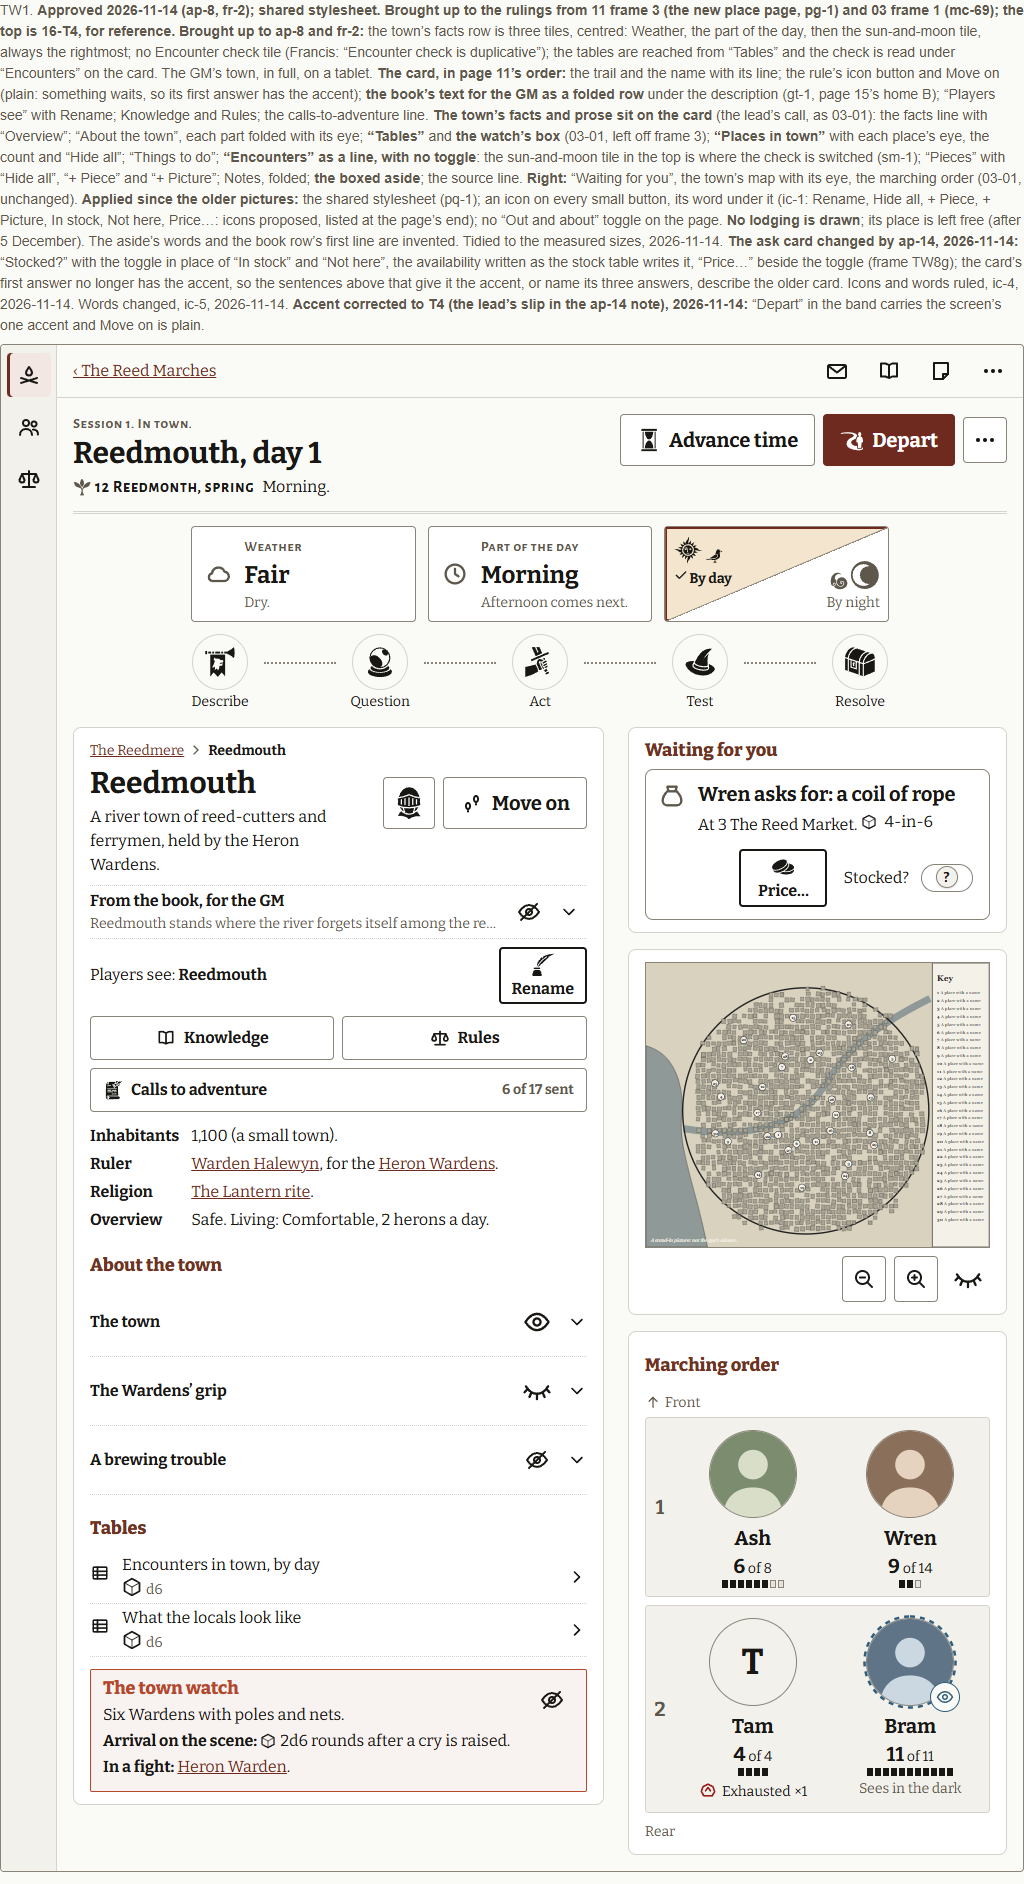 TW1. Approved 2026-11-14 (ap-8, fr-2); shared stylesheet. Brought up to the rulings from 11 frame 3 (the new place page, pg-1) and 03 frame 1 (mc-69); the
top is 16-T4, for reference. Brought up to ap-8 and fr-2: the town’s facts row is three tiles, centred: Weather, the part of the day, then the sun-and-moon tile,
always the rightmost; no Encounter check tile (Francis: “Encounter check is duplicative”); the tables are reached from “Tables” and the check is read under
“Encounters” on the card. The GM’s town, in full, on a tablet. The card, in page 11’s order: the trail and the name with its line; the rule’s icon button and Move on
(plain: something waits, so its first answer has the accent); the book’s text for the GM as a folded row under the description (gt-1, page 15’s home B); “Players
see” with Rename; Knowledge and Rules; the calls-to-adventure line. The town’s facts and prose sit on the card (the lead’s call, as 03-01): the facts line with
“Overview”; “About the town”, each part folded with its eye; “Tables” and the watch’s box (03-01, left off frame 3); “Places in town” with each place’s eye, the
count and “Hide all”; “Things to do”; “Encounters” as a line, with no toggle: the sun-and-moon tile in the top is where the check is switched (sm-1); “Pieces” with
“Hide all”, “+ Piece” and “+ Picture”; Notes, folded; the boxed aside; the source line. Right: “Waiting for you”, the town’s map with its eye, the marching order (03-01,
unchanged). Applied since the older pictures: the shared stylesheet (pq-1); an icon on every small button, its word under it (ic-1: Rename, Hide all, + Piece, +
Picture, In stock, Not here, Price…: icons proposed, listed at the page’s end); no “Out and about” toggle on the page. No lodging is drawn; its place is left free (after
5 December). The aside’s words and the book row’s first line are invented. Tidied to the measured sizes, 2026-11-14. The ask card changed by ap-14, 2026-11-14:
“Stocked?” with the toggle in place of “In stock” and “Not here”, the availability written as the stock table writes it, “Price…” beside the toggle (frame TW8g); the card’s
first answer no longer has the accent, so the sentences above that give it the accent, or name its three answers, describe the older card. Icons and words ruled, ic-4,
2026-11-14. Words changed, ic-5, 2026-11-14. Accent corrected to T4 (the lead’s slip in the ap-14 note), 2026-11-14: “Depart” in the band carries the screen’s
one accent and Move on is plain.
‹ The Reed Marches
Session 1. In town.
Reedmouth, day 1
12 Reedmonth, spring Morning.
Advance time
Depart
Weather
Fair
Dry.
Part of the day
Morning
Afternoon comes next.
By day
By night
Describe
Question
Act
Test
Resolve
The Reedmere > Reedmouth
Reedmouth
A river town of reed-cutters and
ferrymen, held by the Heron
Wardens.
Move on
From the book, for the GM
Reedmouth stands where the river forgets itself among the re…
Players see: Reedmouth
Rename
Knowledge
Rules
Calls to adventure
6 of 17 sent
Inhabitants 1,100 (a small town).
Ruler Warden Halewyn, for the Heron Wardens.
Religion The Lantern rite.
Overview Safe. Living: Comfortable, 2 herons a day.
About the town
The town
The Wardens’ grip
A brewing trouble
Tables
Encounters in town, by day
d6
What the locals look like
d6
The town watch
Six Wardens with poles and nets.
Arrival on the scene: 2d6 rounds after a cry is raised.
In a fight: Heron Warden.
Waiting for you
Wren asks for: a coil of rope
At 3 The Reed Market. 4-in-6
Price…
Stocked?
?
Key
Marching order
Front
1
Ash
6 of 8
Wren
9 of 14
2
T
Tam
4 of 4
Exhausted ×1
Bram
11 of 11
Sees in the dark
Rear